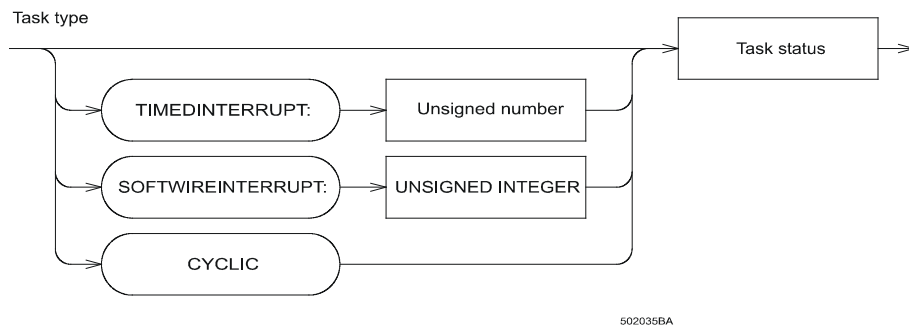 Task type
Task status
TIMEDINTERRUPT:
Unsigned number
SOFTWIREINTERRUPT:
UNSIGNED INTEGER
CYCLIC
502035BA